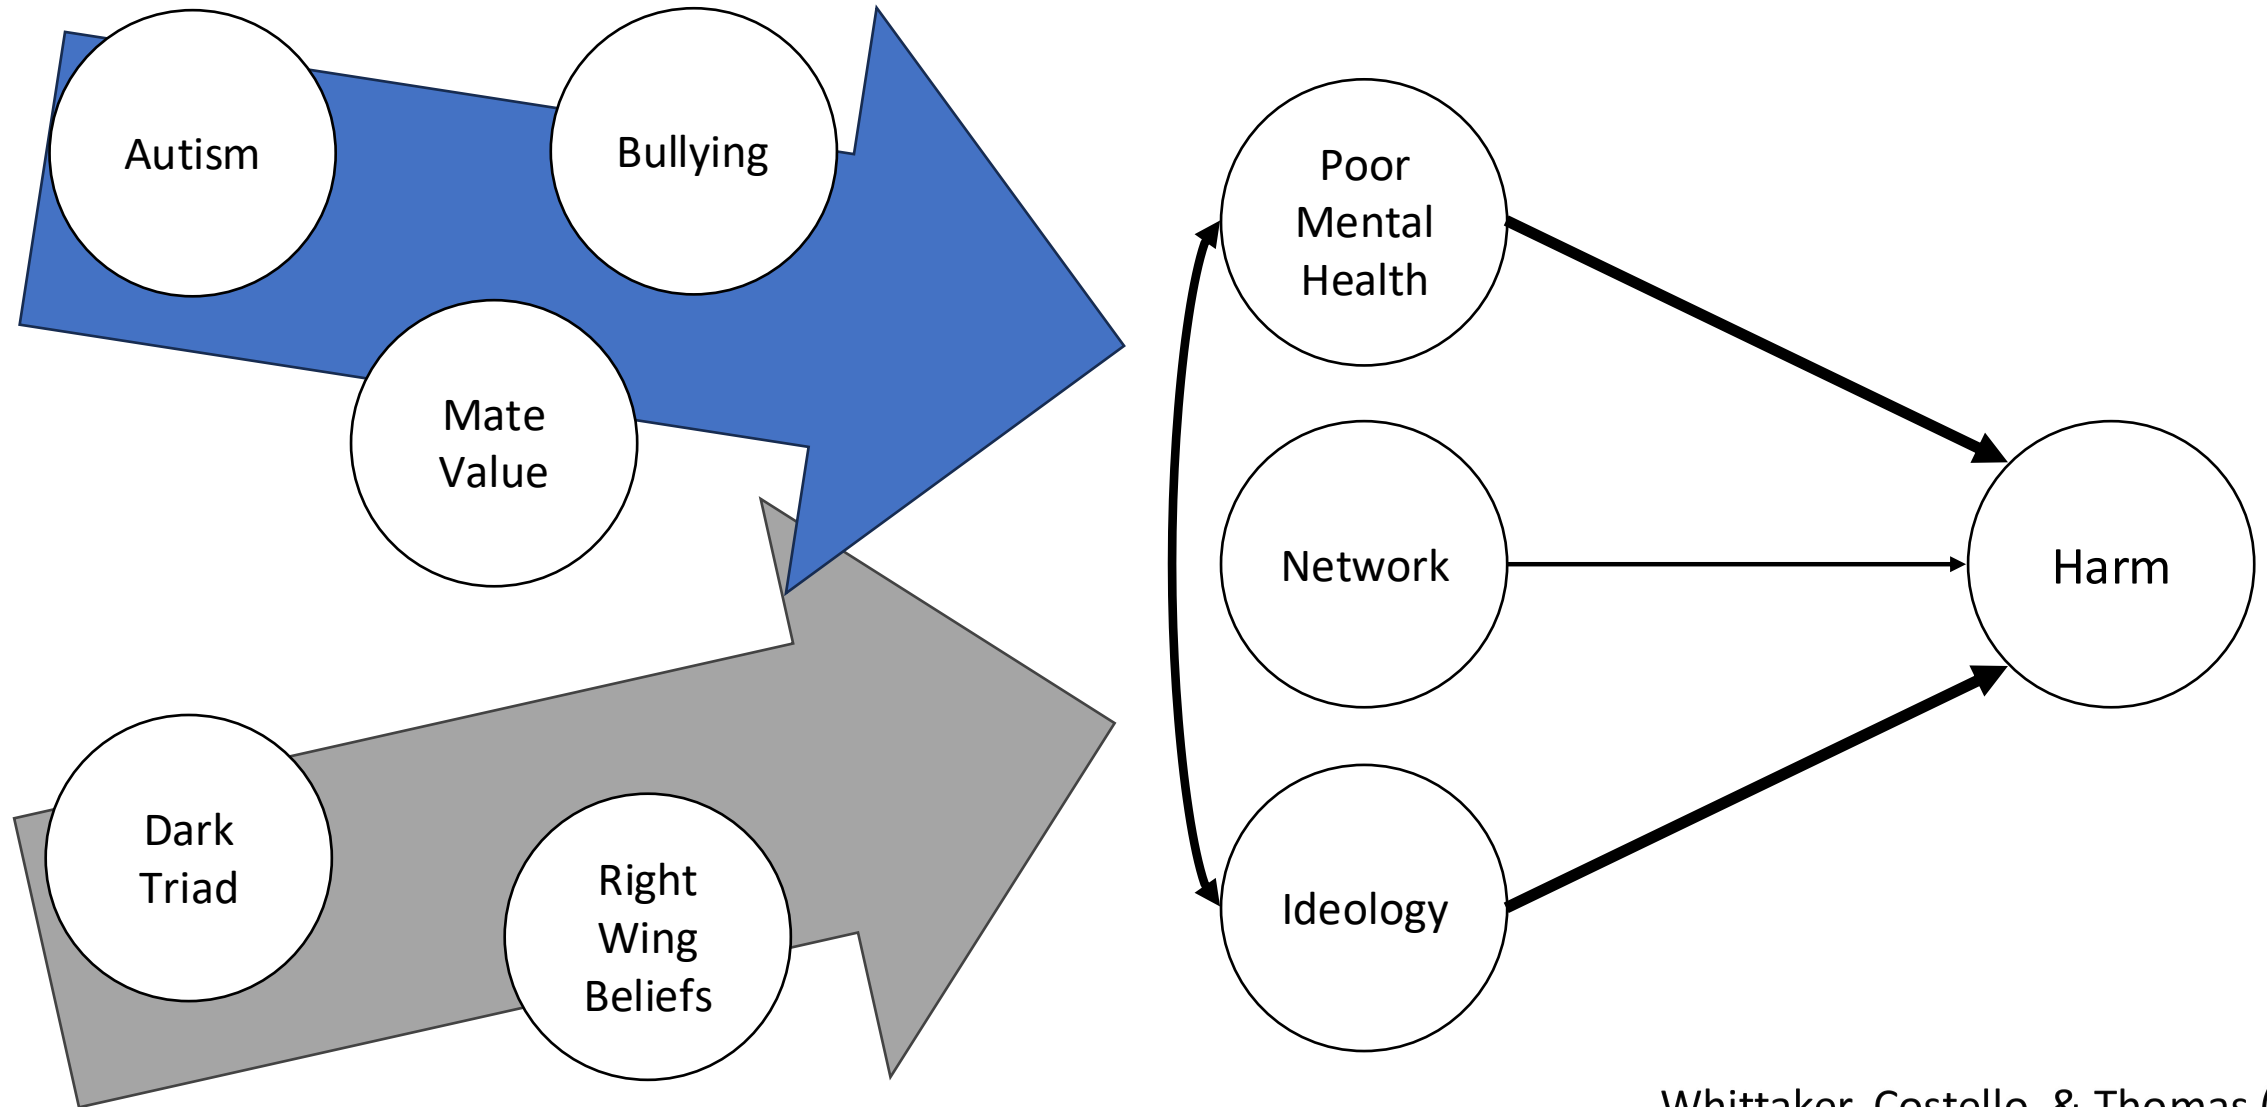 Autism
Bullying
Mate
Value
Dark
Triad
Right
Wing
Beliefs
Poor
Mental
Health
Network
Ideology
Harm
Whittaker, Costello, & Thomas (